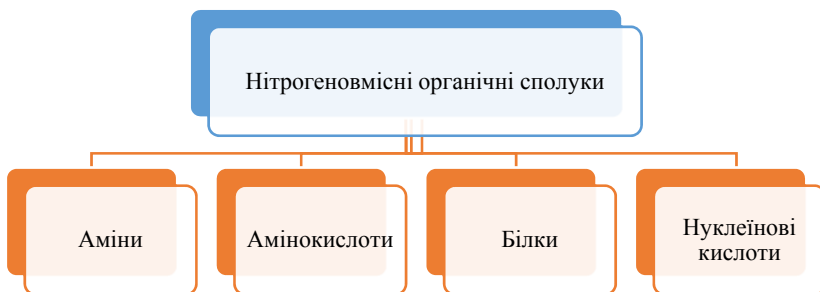 Нітрогеновмісні органічні сполуки
Аміни
Амінокислоти
Білки
Нуклеїнові
кислоти